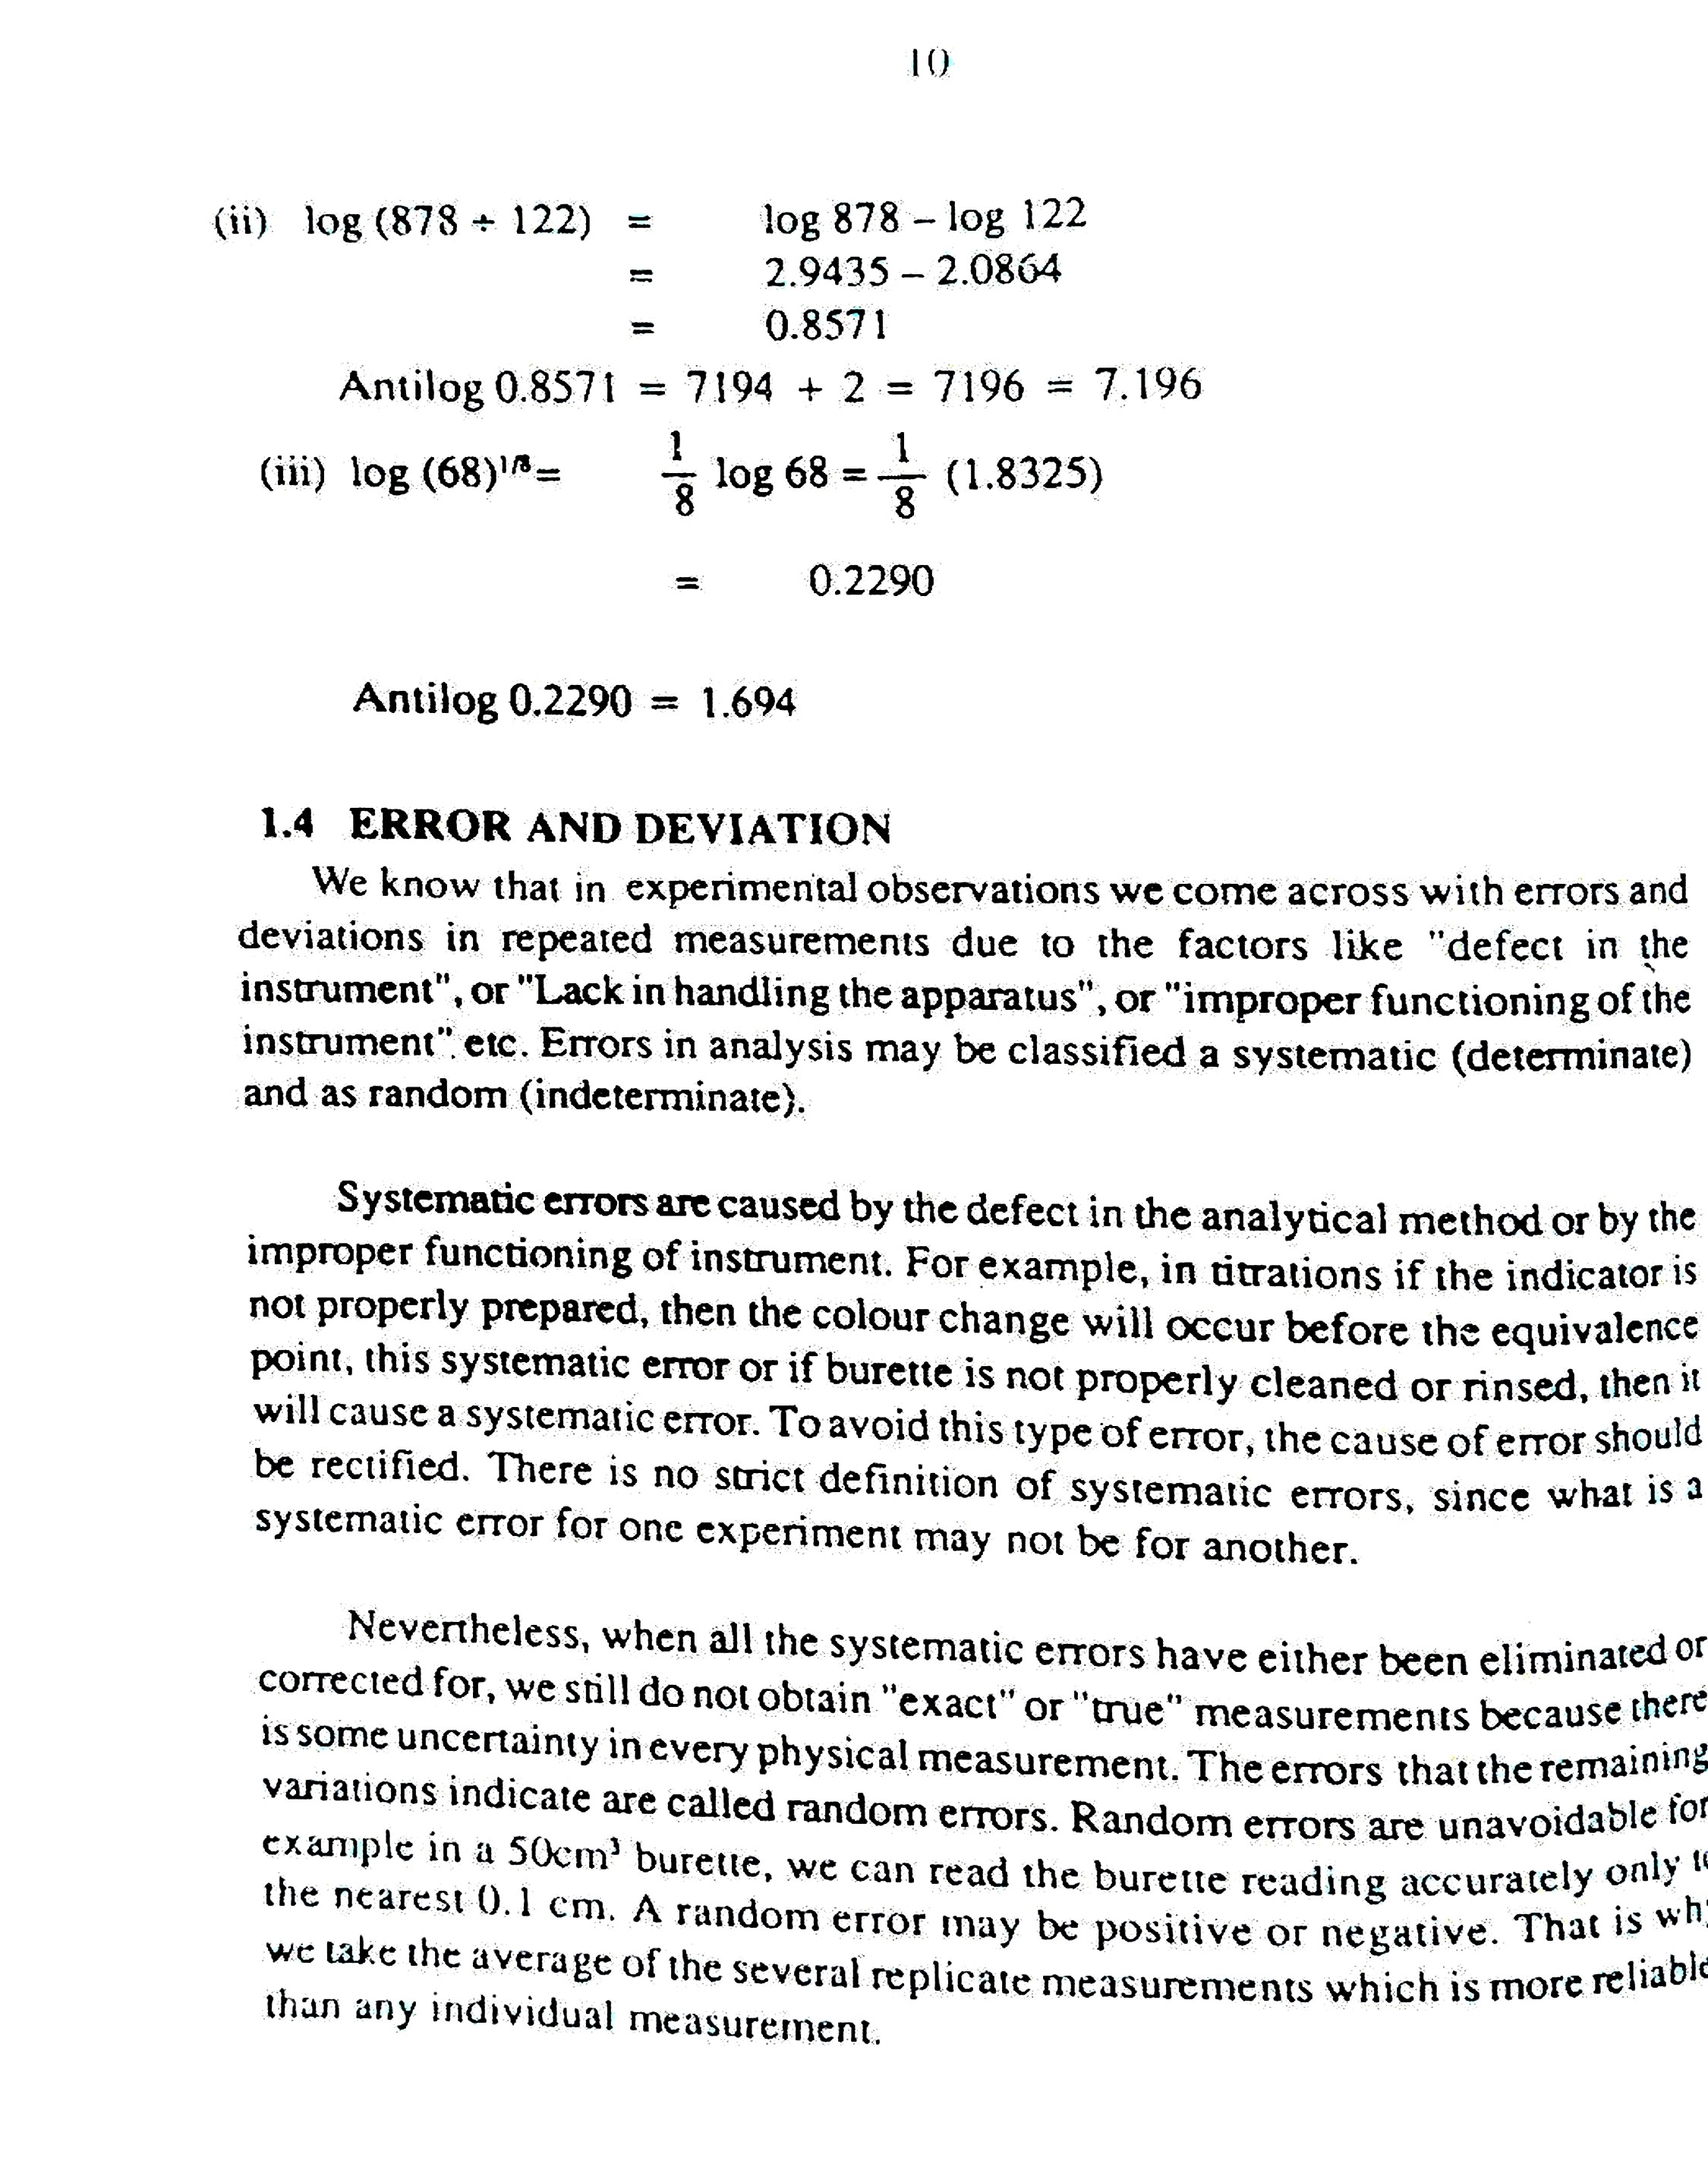 10
(ii) log (878 ÷ 122) = log 878 – log 122
= 2.9435 – 2.0864
= 0.8571
Antilog 0.8571 = 7194 + 2 = 7196 = 7.196
(iii) log (68)¹/⁸ = 1/8 log 68 = 1/8 (1.8325)
= 0.2290
Antilog 0.2290 = 1.694
1.4 ERROR AND DEVIATION
We know that in experimental observations we come across with errors and
deviations in repeated measurements due to the factors like "defect in the
instrument", or "Lack in handling the apparatus", or "improper functioning of the
instrument". etc. Errors in analysis may be classified a systematic (determinate)
and as random (indeterminate).
Systematic errors are caused by the defect in the analytical method or by the
improper functioning of instrument. For example, in titrations if the indicator is
not properly prepared, then the colour change will occur before the equivalence
point, this systematic error or if burette is not properly cleaned or rinsed, then it
will cause a systematic error. To avoid this type of error, the cause of error should
be rectified. There is no strict definition of systematic errors, since what is a
systematic error for one experiment may not be for another.
Nevertheless, when all the systematic errors have either been eliminated or
corrected for, we still do not obtain "exact" or "true" measurements because there
is some uncertainty in every physical measurement. The errors that the remaining
variations indicate are called random errors. Random errors are unavoidable for
example in a 50cm³ burette, we can read the burette reading accurately only
the nearest 0.1 cm. A random error may be positive or negative. That is
we take the average of the several replicate measurements which is more reliable
than any individual measurement.